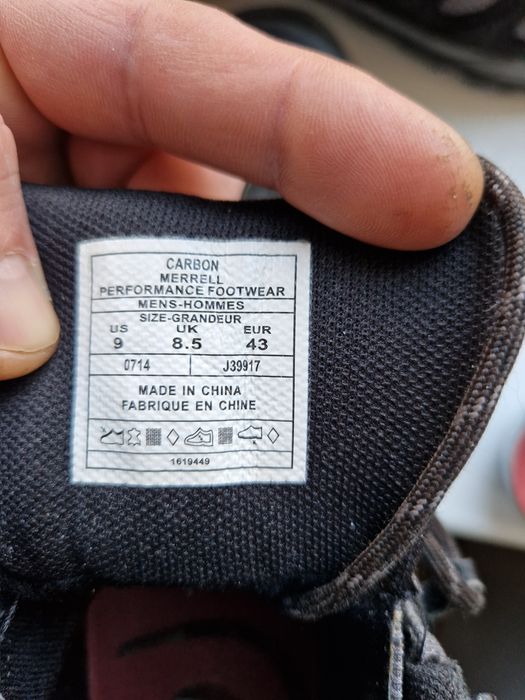 CARBON
MERRELL
PERFORMANCE FOOTWEAR
MENS-HOMMES
SIZE-GRANDEUR
US UK EUR
9 8.5 43
0714 J39917
MADE IN CHINA
FABRIQUE EN CHINE
1619449